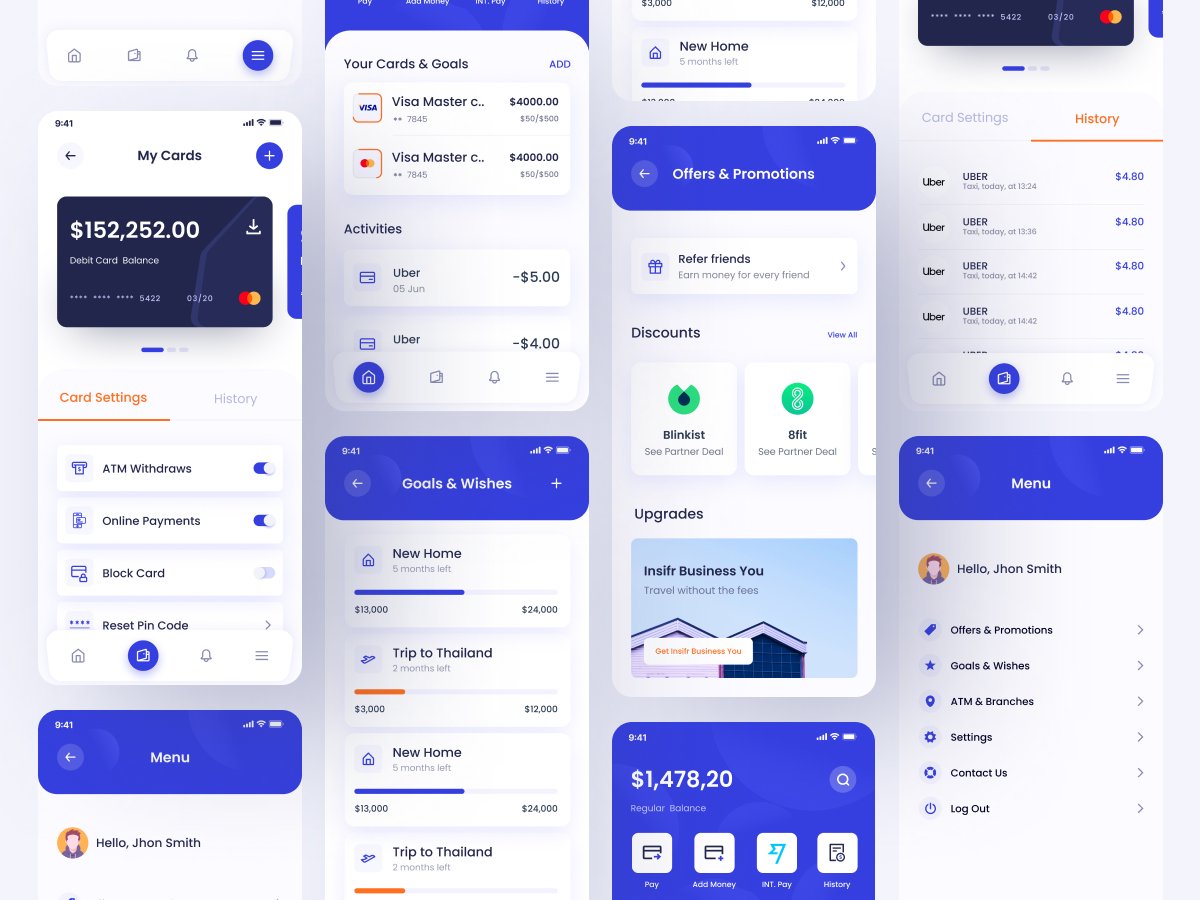 9:41
My Cards
$152,252.00
Debit Card Balance
**** **** **** 5422
03/20
Card Settings
History
ATM Withdraws
Online Payments
Block Card
Reset Pin Code
9:41
Menu
Hello, Jhon Smith
Pay
Add Money
INT. Pay
History
Your Cards & Goals
ADD
VISA
Visa Master c..
$4000.00
•• 7845
$50/$500
Visa Master c..
$4000.00
•• 7845
$50/$500
Activities
Uber
-$5.00
05 Jun
Uber
-$4.00
9:41
Goals & Wishes
New Home
5 months left
$13,000
$24,000
Trip to Thailand
2 months left
$3,000
$12,000
New Home
5 months left
$13,000
$24,000
Trip to Thailand
2 months left
$3,000
$12,000
New Home
5 months left
$13,000
$24,000
9:41
Offers & Promotions
Refer friends
Earn money for every friend
Discounts
View All
Blinkist
See Partner Deal
8fit
See Partner Deal
S
Upgrades
Insifr Business You
Travel without the fees
Get Insifr Business You
9:41
$1,478,20
Regular Balance
Pay
Add Money
INT. Pay
History
**** **** **** 5422
03/20
Card Settings
History
Uber
UBER
$4.80
Taxi, today, at 13:24
Uber
UBER
$4.80
Taxi, today, at 13:36
Uber
UBER
$4.80
Taxi, today, at 14:42
Uber
UBER
$4.80
Taxi, today, at 14:42
9:41
Menu
Hello, Jhon Smith
Offers & Promotions
Goals & Wishes
ATM & Branches
Settings
Contact Us
Log Out